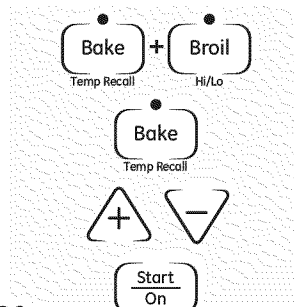 Bake + Broil
Temp Recall Hi/Lo
Bake
Temp Recall
+ −
Start
On